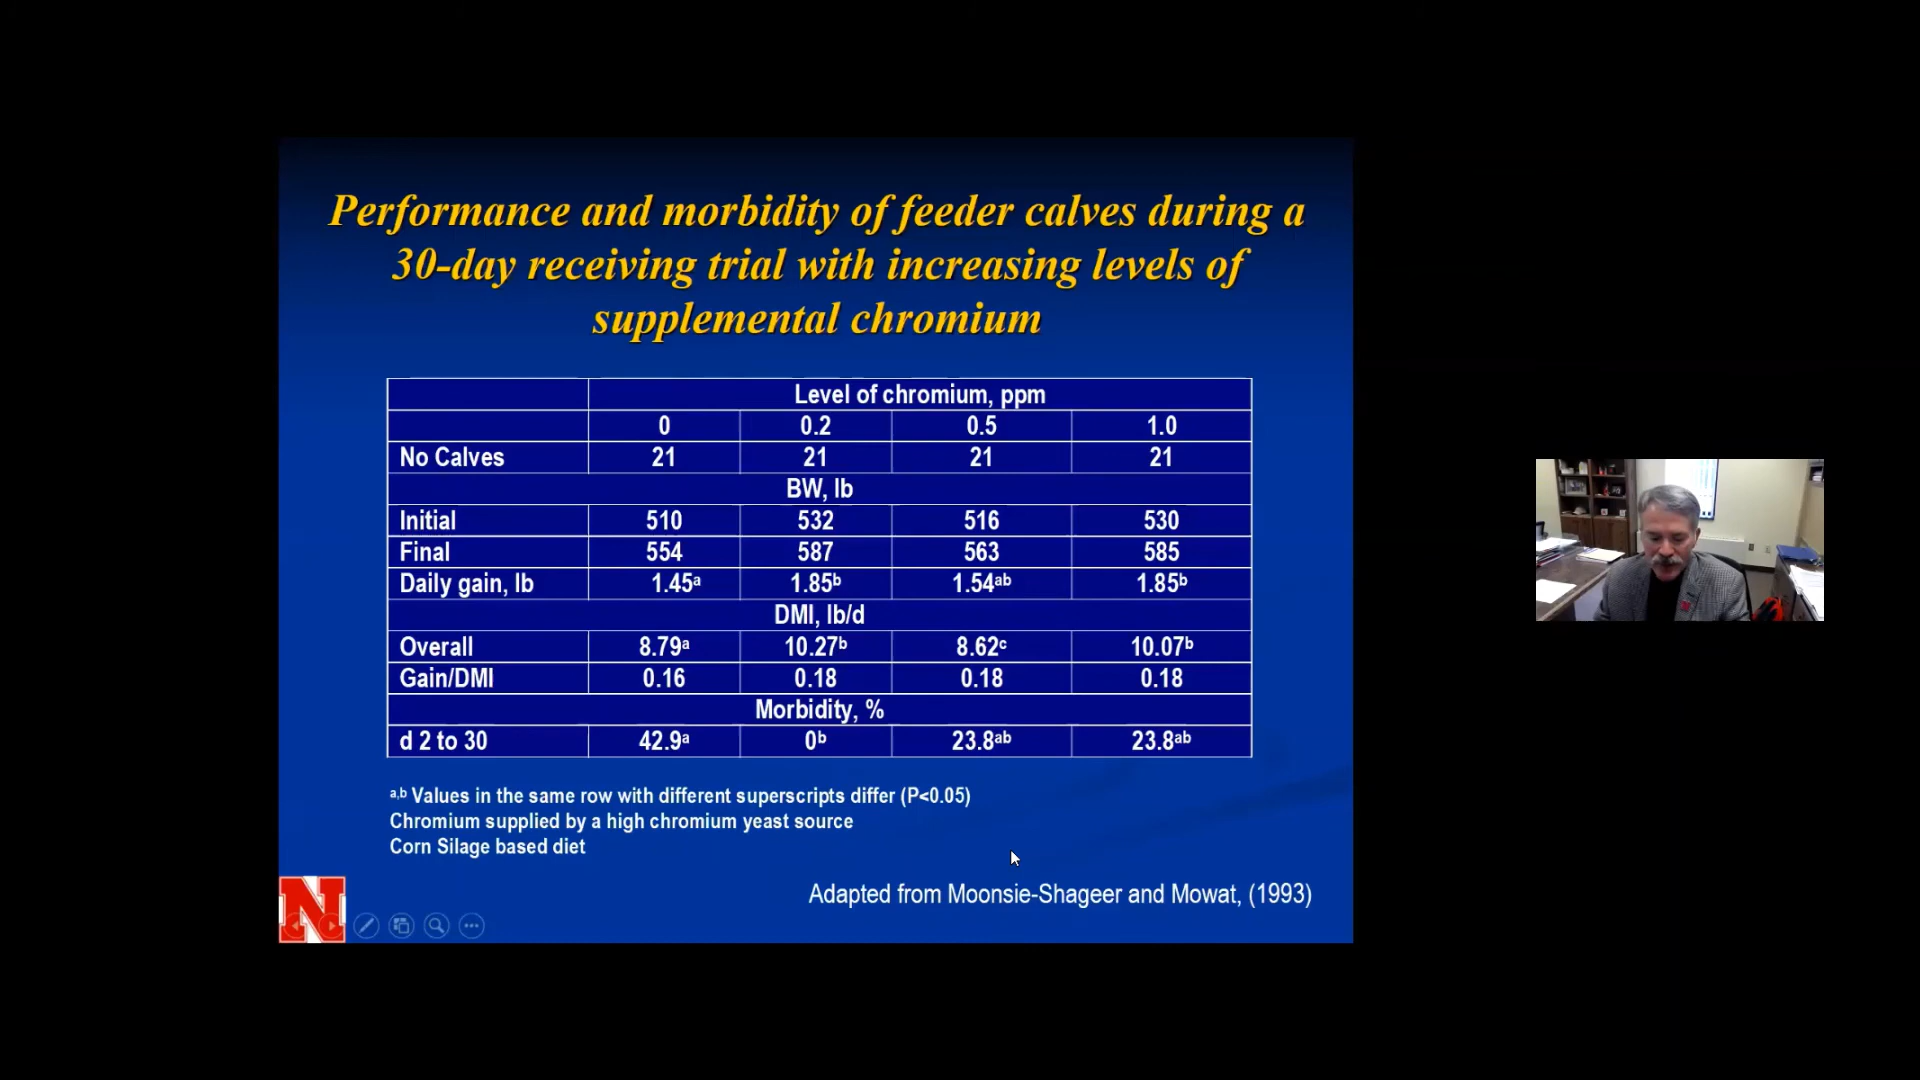 Performance and morbidity of feeder calves during a
30-day receiving trial with increasing levels of
supplemental chromium
Level of chromium, ppm
0 0.2 0.5 1.0
No Calves 21 21 21 21
BW, lb
Initial 510 532 516 530
Final 554 587 563 585
Daily gain, lb 1.45a 1.85b 1.54ab 1.85b
DMI, lb/d
Overall 8.79a 10.27b 8.62c 10.07b
Gain/DMI 0.16 0.18 0.18 0.18
Morbidity, %
d 2 to 30 42.9a 0b 23.8ab 23.8ab
a,b Values in the same row with different superscripts differ (P<0.05)
Chromium supplied by a high chromium yeast source
Corn Silage based diet
Adapted from Moonsie-Shageer and Mowat, (1993)
N